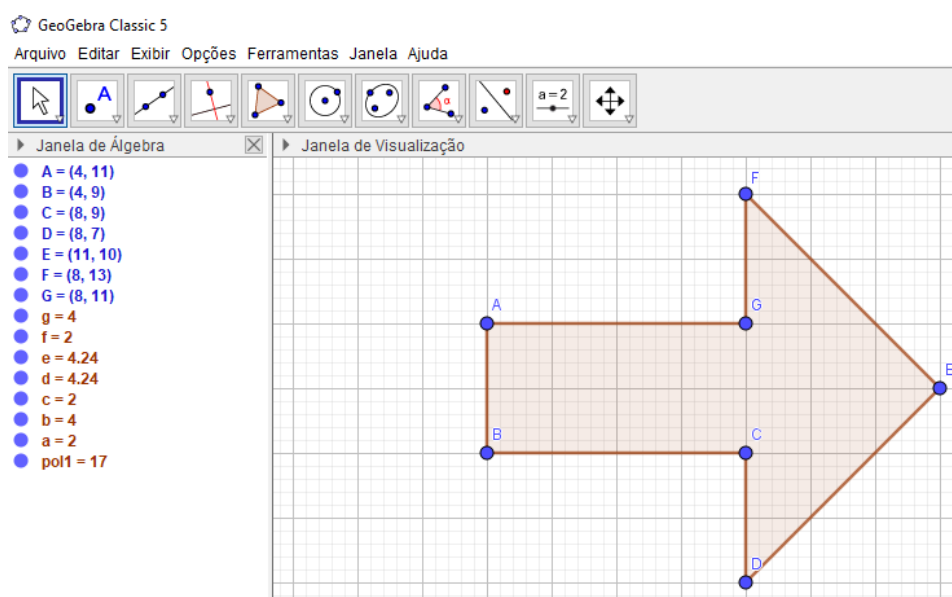 GeoGebra Classic 5
Arquivo Editar Exibir Opções Ferramentas Janela Ajuda
A
α
a=2
Janela de Álgebra
Janela de Visualização
A = (4, 11)
B = (4, 9)
C = (8, 9)
D = (8, 7)
E = (11, 10)
F = (8, 13)
G = (8, 11)
g = 4
f = 2
e = 4.24
d = 4.24
c = 2
b = 4
a = 2
pol1 = 17
F
A
G
E
B
C
D